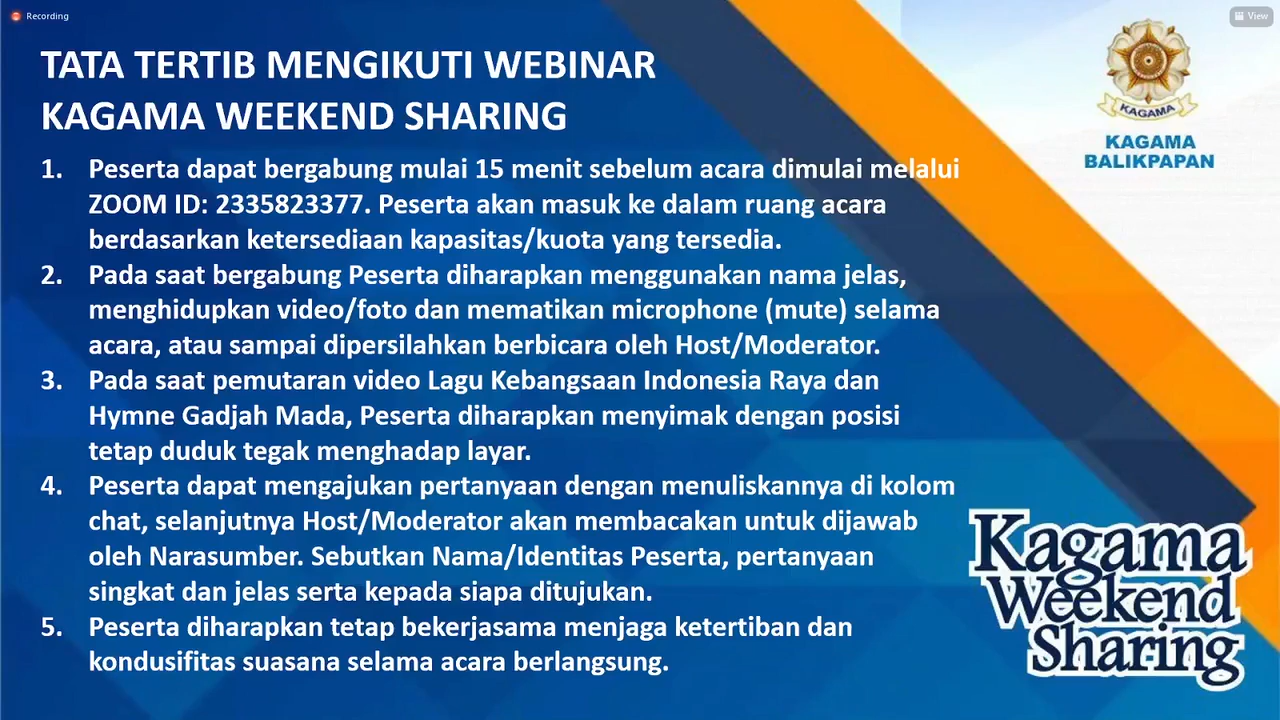 Recording
View
TATA TERTIB MENGIKUTI WEBINAR
KAGAMA WEEKEND SHARING
1. Peserta dapat bergabung mulai 15 menit sebelum acara dimulai melalui
ZOOM ID: 2335823377. Peserta akan masuk ke dalam ruang acara
berdasarkan ketersediaan kapasitas/kuota yang tersedia.
2. Pada saat bergabung Peserta diharapkan menggunakan nama jelas,
menghidupkan video/foto dan mematikan microphone (mute) selama
acara, atau sampai dipersilahkan berbicara oleh Host/Moderator.
3. Pada saat pemutaran video Lagu Kebangsaan Indonesia Raya dan
Hymne Gadjah Mada, Peserta diharapkan menyimak dengan posisi
tetap duduk tegak menghadap layar.
4. Peserta dapat mengajukan pertanyaan dengan menuliskannya di kolom
chat, selanjutnya Host/Moderator akan membacakan untuk dijawab
oleh Narasumber. Sebutkan Nama/Identitas Peserta, pertanyaan
singkat dan jelas serta kepada siapa ditujukan.
5. Peserta diharapkan tetap bekerjasama menjaga ketertiban dan
kondusifitas suasana selama acara berlangsung.
KAGAMA
KAGAMA
BALIKPAPAN
Kagama
Weekend
Sharing